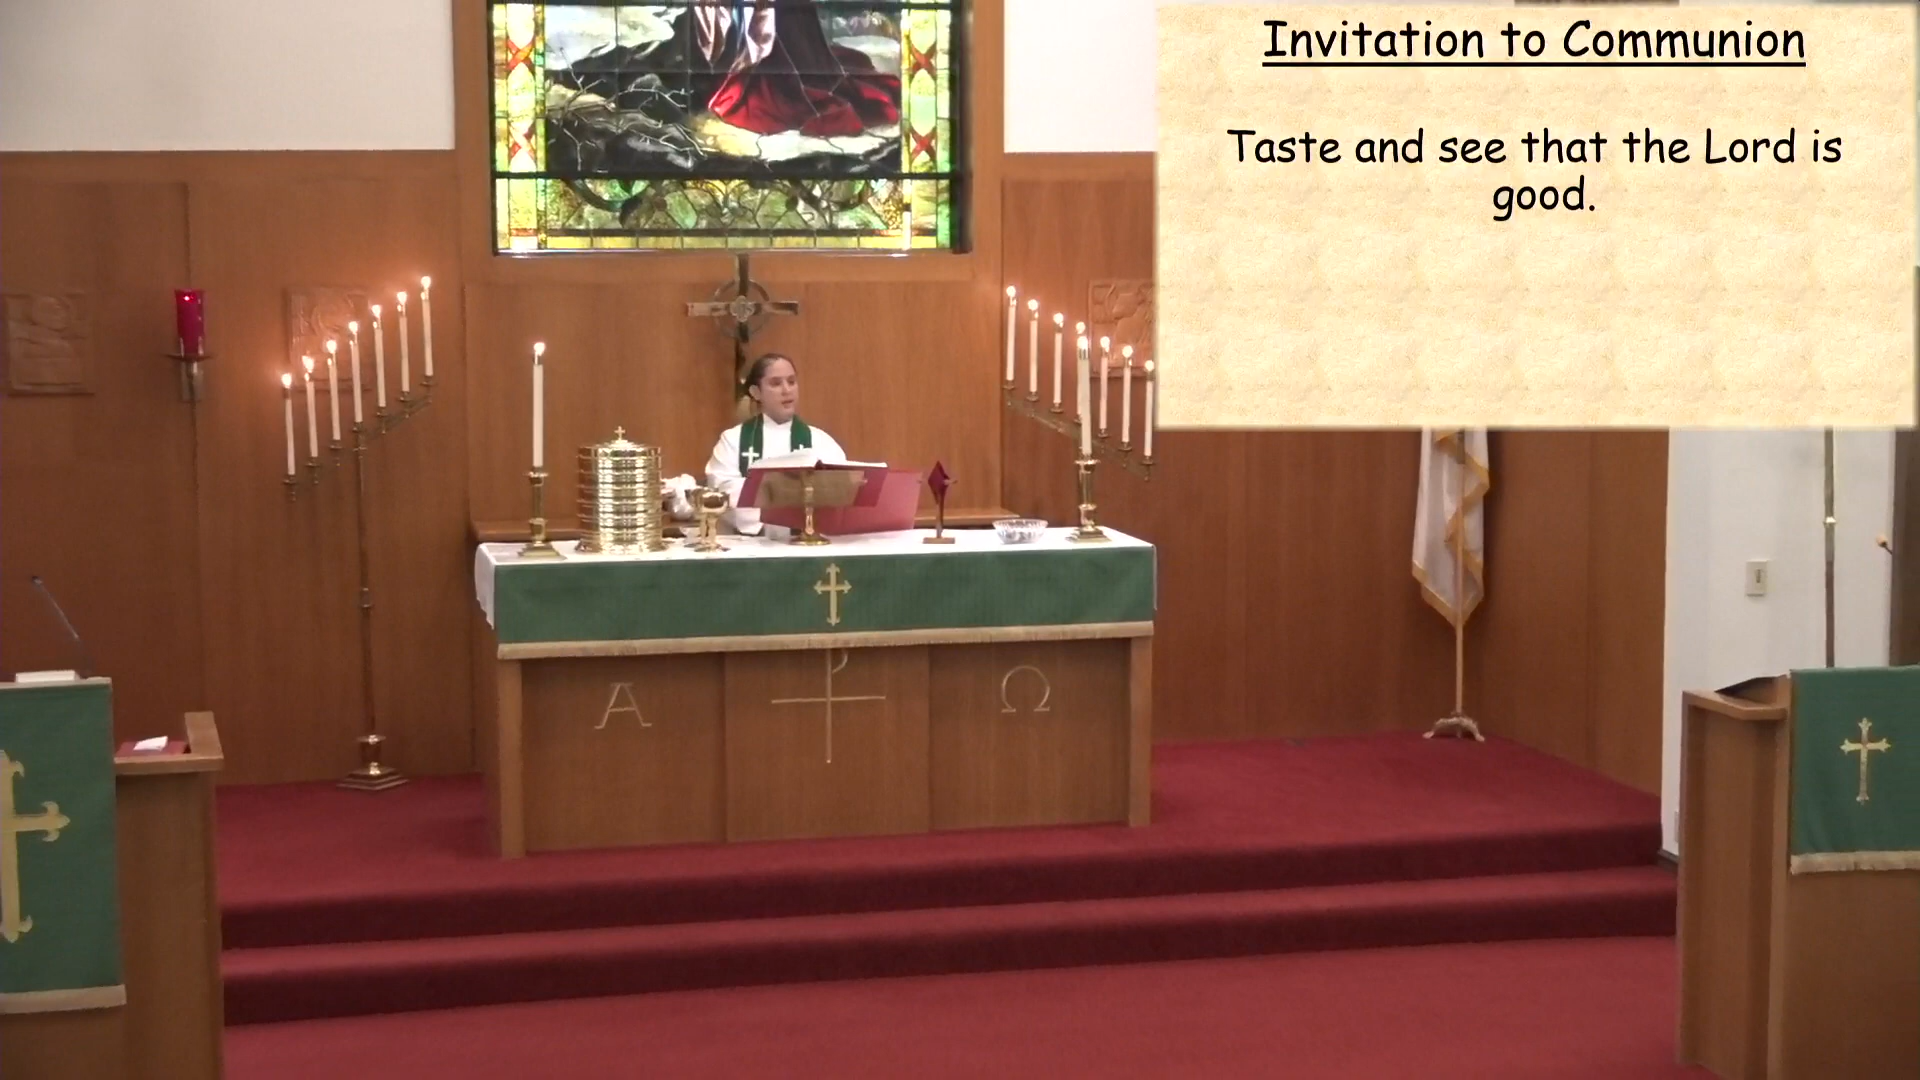 Invitation to Communion
Taste and see that the Lord is
good.
Α
Ω